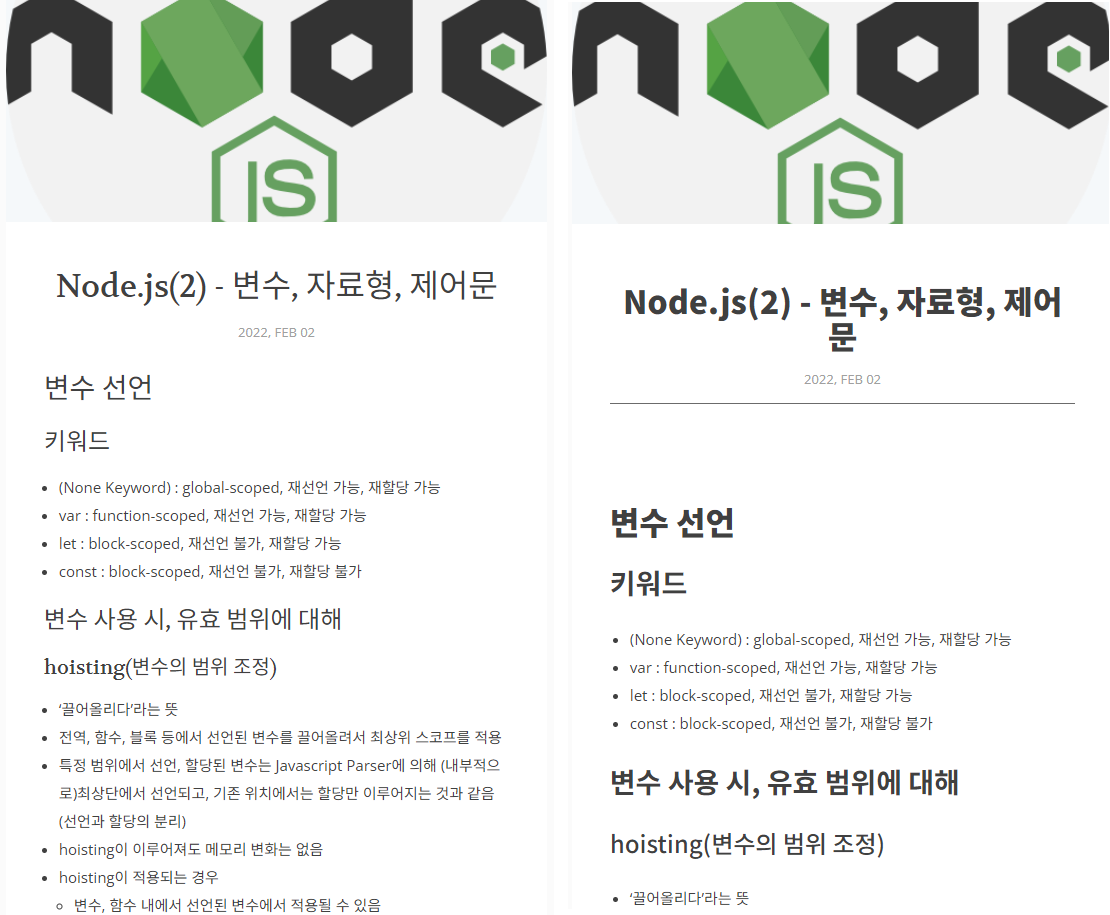 node
JS
Node.js(2) - 변수, 자료형, 제어문
2022, FEB 02
변수 선언
키워드
(None Keyword) : global-scoped, 재선언 가능, 재할당 가능
var : function-scoped, 재선언 가능, 재할당 가능
let : block-scoped, 재선언 불가, 재할당 가능
const : block-scoped, 재선언 불가, 재할당 불가
변수 사용 시, 유효 범위에 대해
hoisting(변수의 범위 조정)
‘끌어올리다’라는 뜻
전역, 함수, 블록 등에서 선언된 변수를 끌어올려서 최상위 스코프를 적용
특정 범위에서 선언, 할당된 변수는 Javascript Parser에 의해 (내부적으
로)최상단에서 선언되고, 기존 위치에서는 할당만 이루어지는 것과 같음
(선언과 할당의 분리)
hoisting이 이루어져도 메모리 변화는 없음
hoisting이 적용되는 경우
변수, 함수 내에서 선언된 변수에서 적용될 수 있음
node
JS
Node.js(2) - 변수, 자료형, 제어
문
2022, FEB 02
변수 선언
키워드
(None Keyword) : global-scoped, 재선언 가능, 재할당 가능
var : function-scoped, 재선언 가능, 재할당 가능
let : block-scoped, 재선언 불가, 재할당 가능
const : block-scoped, 재선언 불가, 재할당 불가
변수 사용 시, 유효 범위에 대해
hoisting(변수의 범위 조정)
‘끌어올리다’라는 뜻